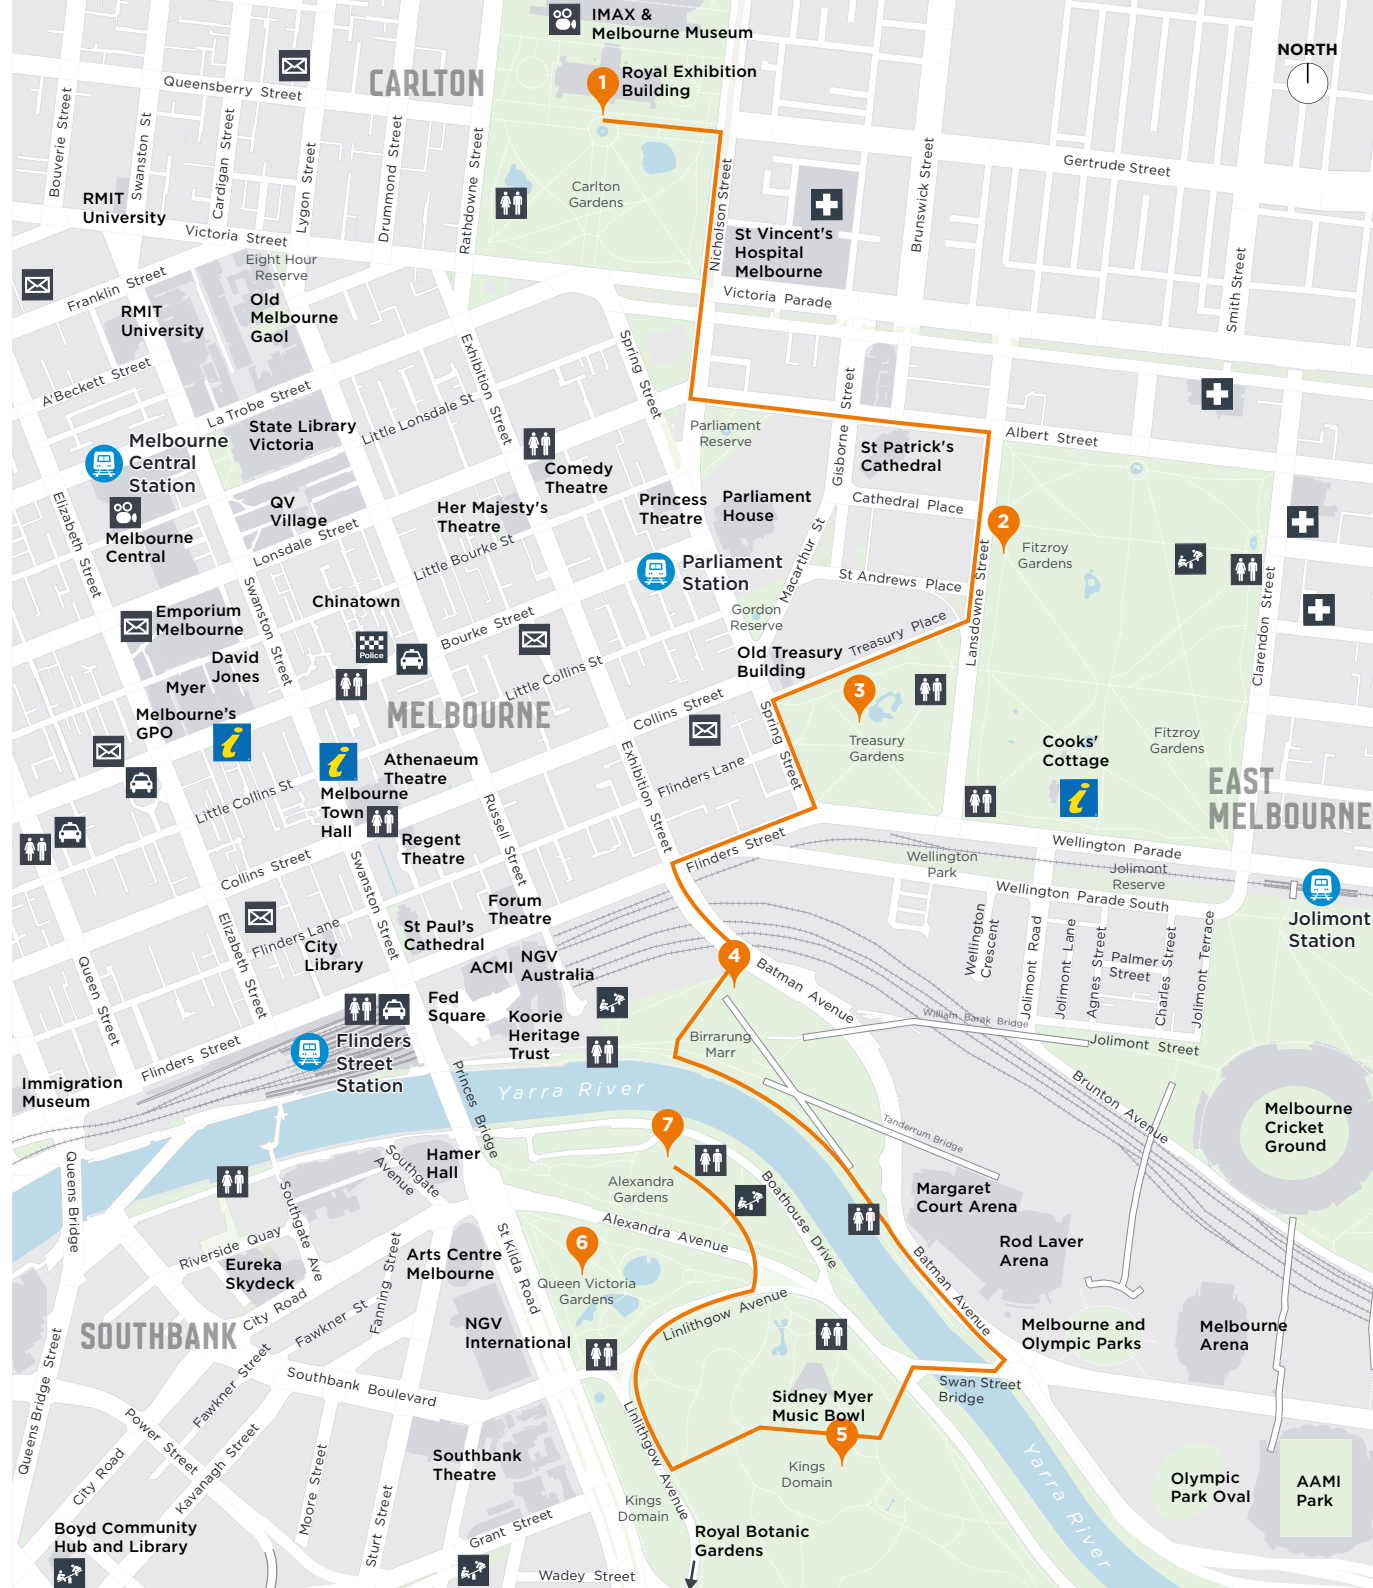 IMAX &
Melbourne Museum
NORTH
CARLTON
1
Royal Exhibition
Building
Queensberry Street
Bouverie Street
Swanston St
Cardigan Street
Lygon Street
Drummond Street
Rathdowne Street
Nicholson Street
Brunswick Street
Gertrude Street
Smith Street
Carlton
Gardens
RMIT
University
Victoria Street
Eight Hour
Reserve
St Vincent's
Hospital
Melbourne
Victoria Parade
Franklin Street
RMIT
University
Old
Melbourne
Gaol
Exhibition Street
Spring Street
A'Beckett Street
La Trobe Street
Little Lonsdale St
State Library
Victoria
Melbourne
Central
Station
Parliament
Reserve
Gisborne Street
St Patrick's
Cathedral
Albert Street
Comedy
Theatre
Elizabeth Street
QV
Village
Her Majesty's
Theatre
Princess
Theatre
Parliament
House
Cathedral Place
2
Melbourne
Central
Lonsdale Street
Little Bourke St
Parliament
Station
Macarthur St
St Andrews Place
Lansdowne Street
Fitzroy
Gardens
Clarendon Street
Emporium
Melbourne
Swanston Street
Chinatown
Police
Bourke Street
Gordon
Reserve
Treasury Place
Old Treasury
Building
David
Jones
Myer
Little Collins St
3
Melbourne's
GPO
MELBOURNE
Collins Street
Spring Street
Treasury
Gardens
Fitzroy
Gardens
Cooks'
Cottage
EAST
MELBOURNE
Athenaeum
Theatre
Exhibition Street
Flinders Lane
Little Collins St
Melbourne
Town
Hall
Regent
Theatre
Russell Street
Flinders Street
Wellington Parade
Wellington
Park
Jolimont
Reserve
Wellington Parade South
Collins Street
Swanston Street
Jolimont
Station
Forum
Theatre
St Paul's
Cathedral
Elizabeth Street
Flinders Lane
City
Library
ACMI
NGV
Australia
4
Batman Avenue
Wellington
Crescent
Jolimont Road
Jolimont Lane
Agnes Street
Palmer
Street
Charles Street
Jolimont Terrace
Queen Street
Fed
Square
Koorie
Heritage
Trust
Birrarung
Marr
William Barak Bridge
Jolimont Street
Flinders
Street
Station
Flinders Street
Immigration
Museum
Yarra River
Princes Bridge
Brunton Avenue
Melbourne
Cricket
Ground
7
Tanderrum Bridge
Hamer
Hall
Southgate
Avenue
Alexandra
Gardens
Boathouse Drive
Queens Bridge
Southgate Ave
Margaret
Court Arena
Alexandra Avenue
6
Riverside Quay
St Kilda Road
Rod Laver
Arena
Batman Avenue
Eureka
Skydeck
Fanning Street
Arts Centre
Melbourne
Queen Victoria
Gardens
City Road
Fawkner St
Linlithgow Avenue
SOUTHBANK
NGV
International
Melbourne and
Olympic Parks
Melbourne
Arena
Queens Bridge Street
Fawkner Street
Southbank Boulevard
Swan Street
Bridge
Sidney Myer
Music Bowl
5
Linlithgow Avenue
Power Street
Kavanagh Street
City Road
Moore Street
Sturt Street
Southbank
Theatre
Kings
Domain
Yarra River
Olympic
Park Oval
AAMI
Park
Kings
Domain
Boyd Community
Hub and Library
Grant Street
Royal Botanic
Gardens
Wadey Street